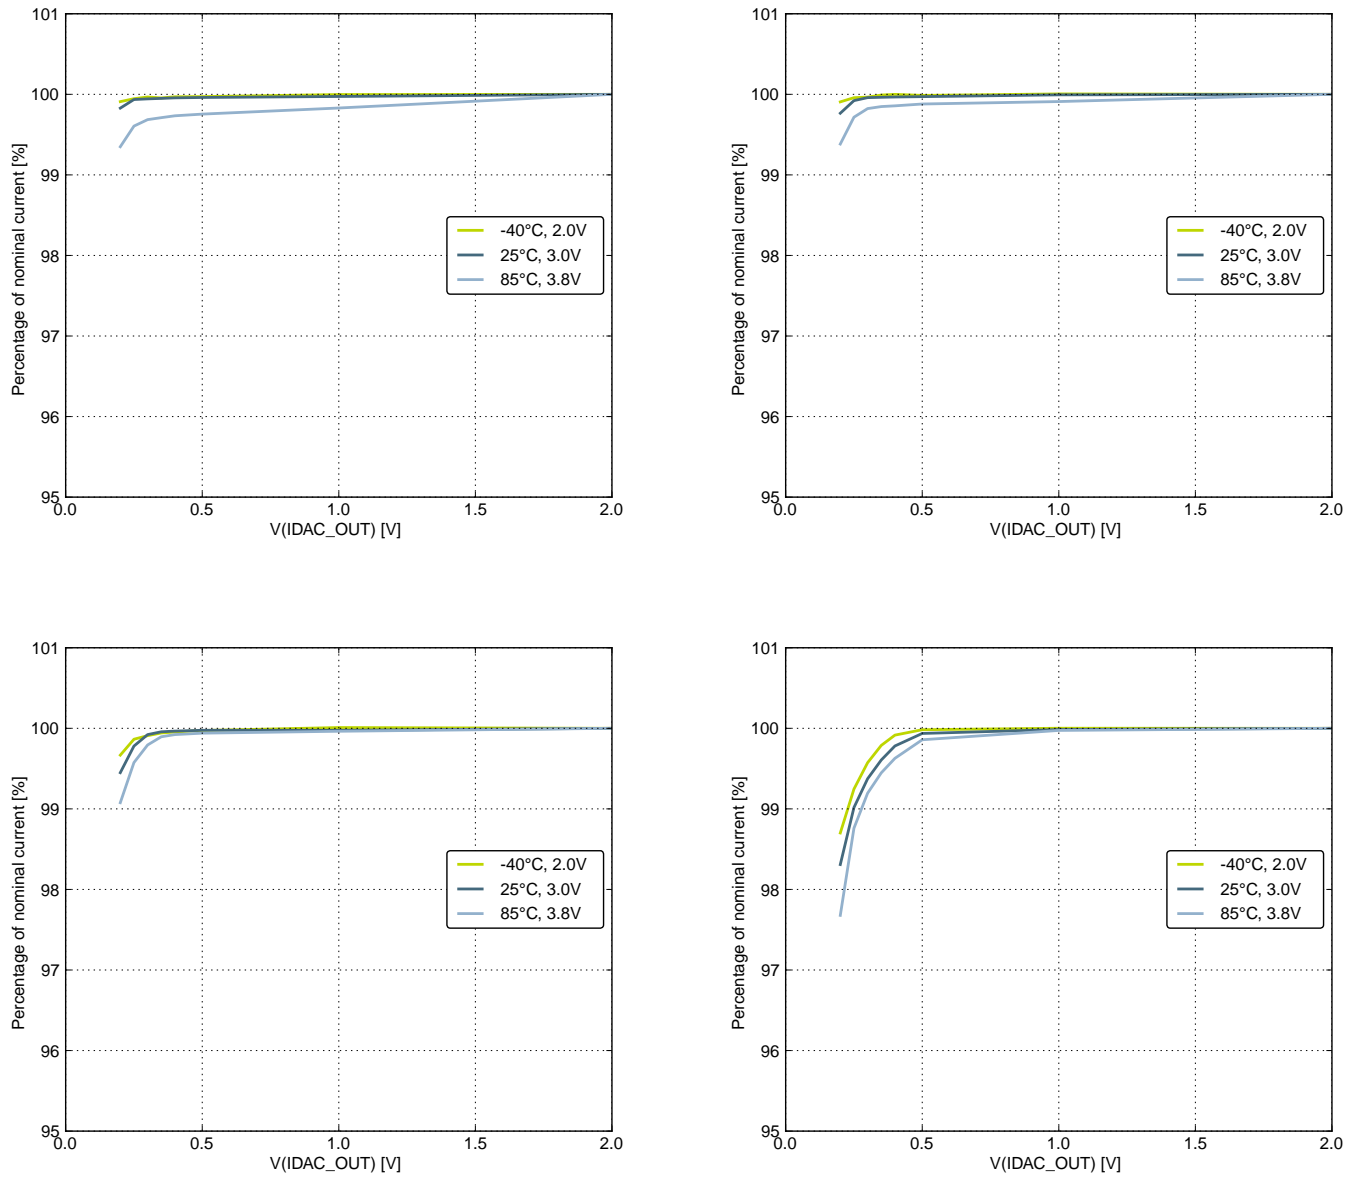 101
100
99
98
97
96
95
0.0
0.5
1.0
1.5
2.0
V(IDAC_OUT) [V]
Percentage of nominal current [%]
-40°C, 2.0V
25°C, 3.0V
85°C, 3.8V
101
100
99
98
97
96
95
0.0
0.5
1.0
1.5
2.0
V(IDAC_OUT) [V]
Percentage of nominal current [%]
-40°C, 2.0V
25°C, 3.0V
85°C, 3.8V
101
100
99
98
97
96
95
0.0
0.5
1.0
1.5
2.0
V(IDAC_OUT) [V]
Percentage of nominal current [%]
-40°C, 2.0V
25°C, 3.0V
85°C, 3.8V
101
100
99
98
97
96
95
0.0
0.5
1.0
1.5
2.0
V(IDAC_OUT) [V]
Percentage of nominal current [%]
-40°C, 2.0V
25°C, 3.0V
85°C, 3.8V